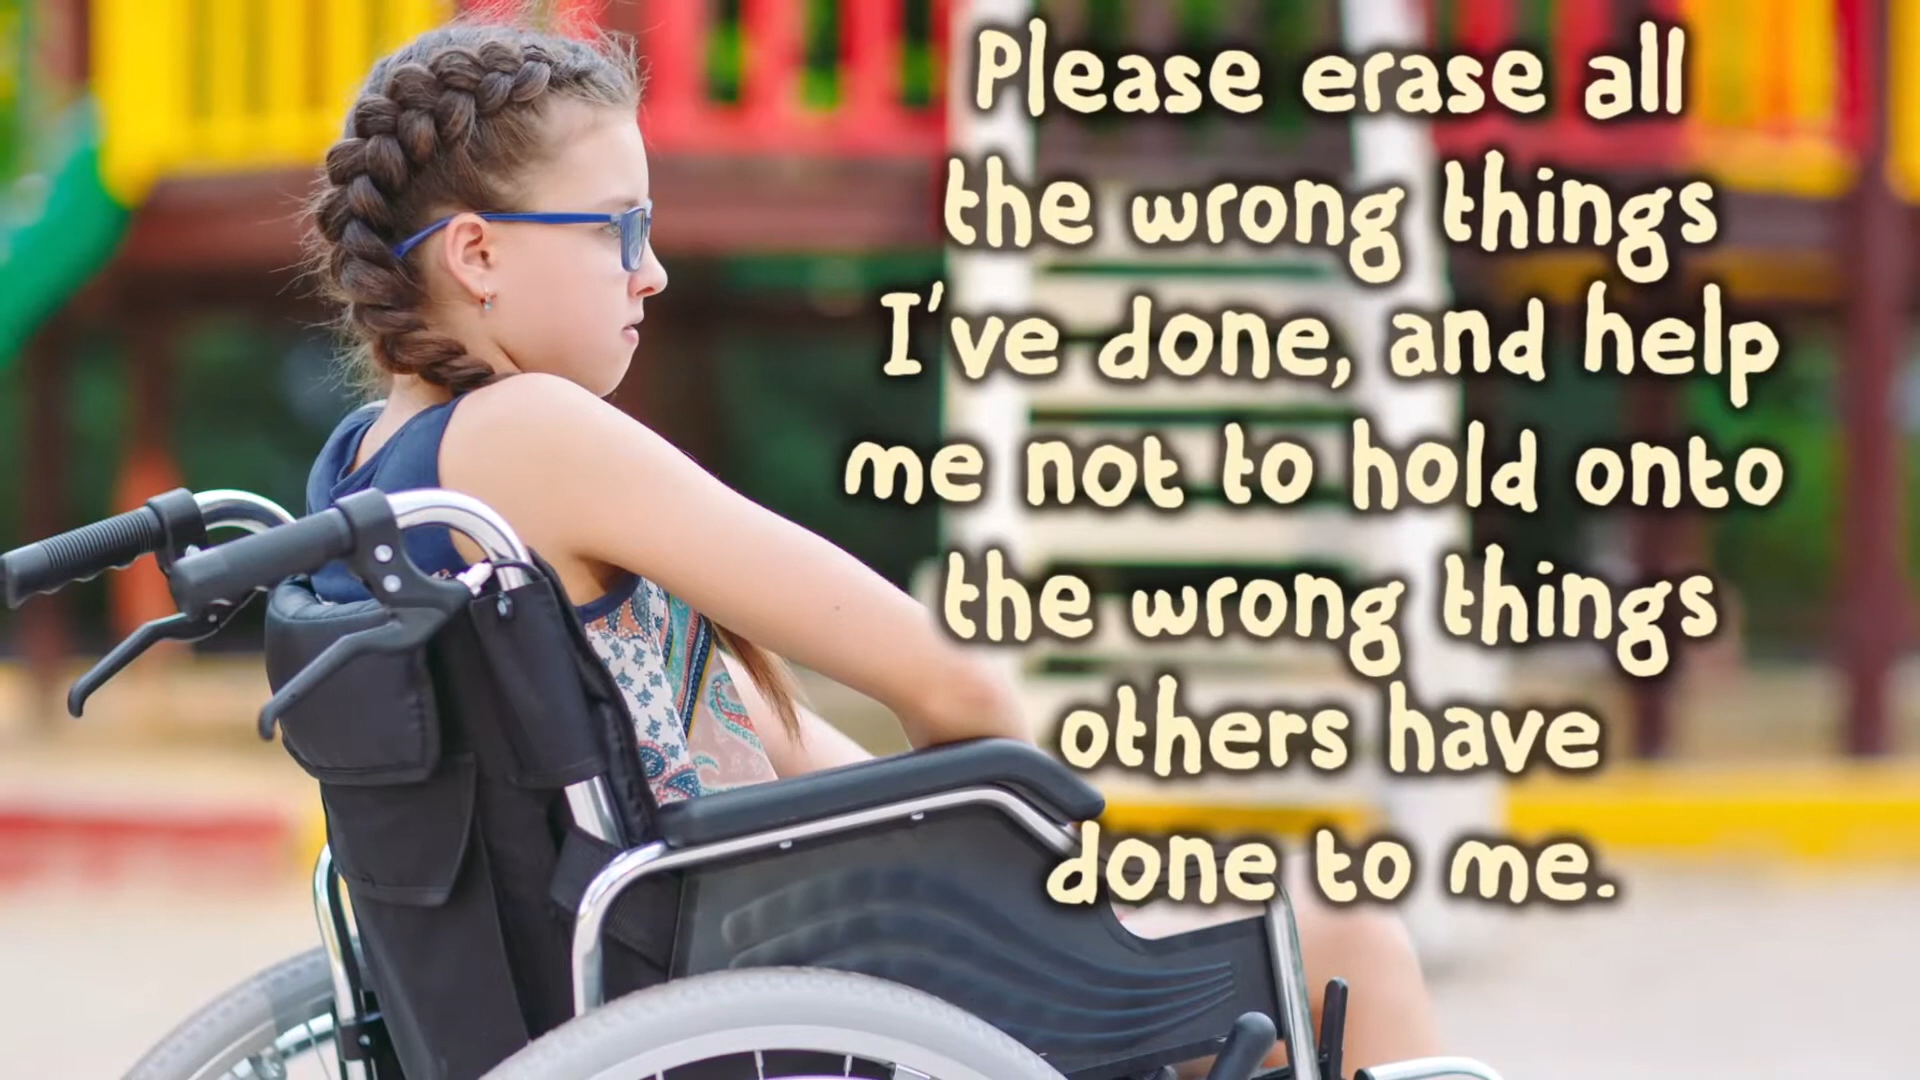 Please erase all
the wrong things
I've done, and help
me not to hold onto
the wrong things
others have
done to me.